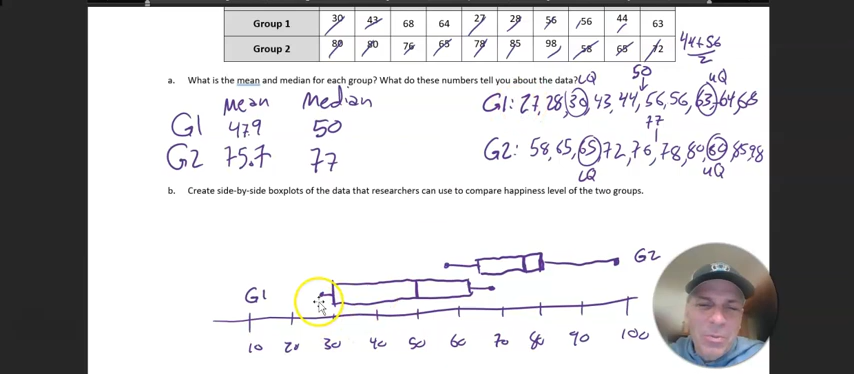 Group 1 30 43 68 64 27 28 56 56 44 63
Group 2 80 80 76 65 78 85 98 58 65 72
44+56
2
a. What is the mean and median for each group? What do these numbers tell you about the data?
LQ 50 UQ
Mean Median
G1 47.9 50
G2 75.7 77
G1: 27, 28, 30, 43, 44, 56, 56, 63, 64, 68
77
G2: 58, 65, 65, 72, 76, 78, 80, 80, 85, 98
LQ UQ
b. Create side-by-side boxplots of the data that researchers can use to compare happiness level of the two groups.
G2
G1
10 20 30 40 50 60 70 80 90 100